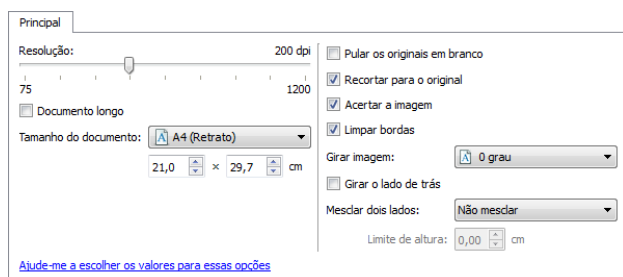 Principal
Resolução: 200 dpi
75 1200
Documento longo
Tamanho do documento: A4 (Retrato)
21,0 × 29,7 cm
Ajude-me a escolher os valores para essas opções
Pular os originais em branco
Recortar para o original
Acertar a imagem
Limpar bordas
Girar imagem: 0 grau
Girar o lado de trás
Mesclar dois lados: Não mesclar
Limite de altura: 0,00 cm